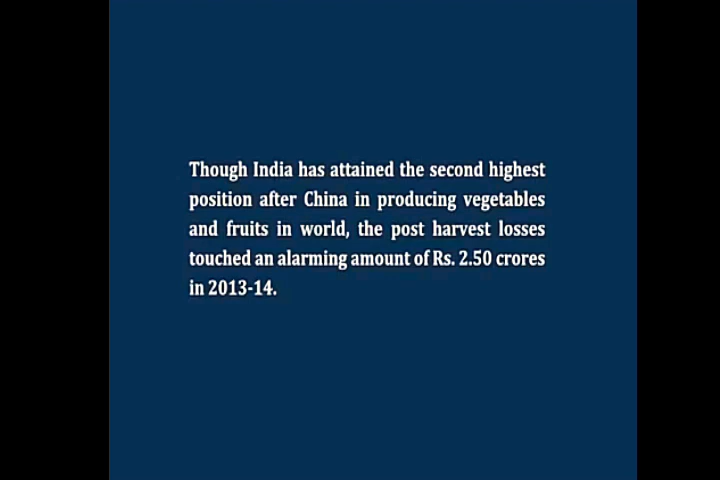 Though India has attained the second highest
position after China in producing vegetables
and fruits in world, the post harvest losses
touched an alarming amount of Rs. 2.50 crores
in 2013-14.